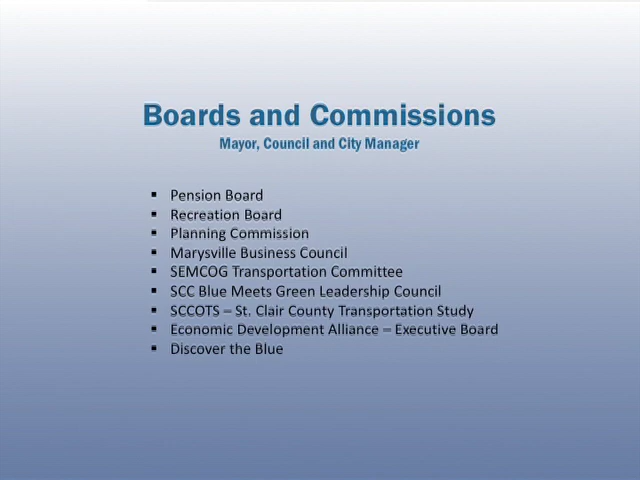 Boards and Commissions
Mayor, Council and City Manager
▪ Pension Board
▪ Recreation Board
▪ Planning Commission
▪ Marysville Business Council
▪ SEMCOG Transportation Committee
▪ SCC Blue Meets Green Leadership Council
▪ SCCOTS – St. Clair County Transportation Study
▪ Economic Development Alliance – Executive Board
▪ Discover the Blue